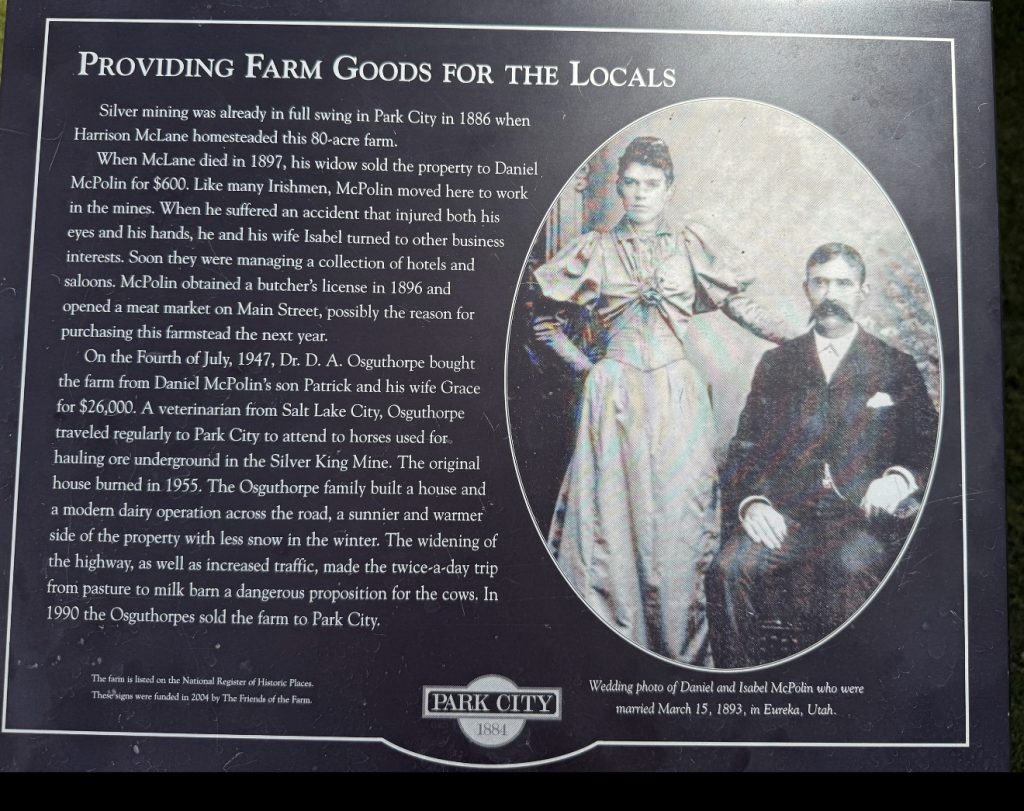 PROVIDING FARM GOODS FOR THE LOCALS
Silver mining was already in full swing in Park City in 1886 when
Harrison McLane homesteaded this 80-acre farm.
When McLane died in 1897, his widow sold the property to Daniel
McPolin for $600. Like many Irishmen, McPolin moved here to work
in the mines. When he suffered an accident that injured both his
eyes and his hands, he and his wife Isabel turned to other business
interests. Soon they were managing a collection of hotels and
saloons. McPolin obtained a butcher's license in 1896 and
opened a meat market on Main Street, possibly the reason for
purchasing this farmstead the next year.
On the Fourth of July, 1947, Dr. D. A. Osguthorpe bought
the farm from Daniel McPolin's son Patrick and his wife Grace
for $26,000. A veterinarian from Salt Lake City, Osguthorpe
traveled regularly to Park City to attend to horses used for
hauling ore underground in the Silver King Mine. The original
house burned in 1955. The Osguthorpe family built a house and
a modern dairy operation across the road, a sunnier and warmer
side of the property with less snow in the winter. The widening of
the highway, as well as increased traffic, made the twice-a-day trip
from pasture to milk barn a dangerous proposition for the cows. In
1990 the Osguthorpes sold the farm to Park City.
The farm is listed on the National Register of Historic Places.
These signs were funded in 2004 by The Friends of the Farm.
PARK CITY
1884
Wedding photo of Daniel and Isabel McPolin who were
married March 15, 1893, in Eureka, Utah.